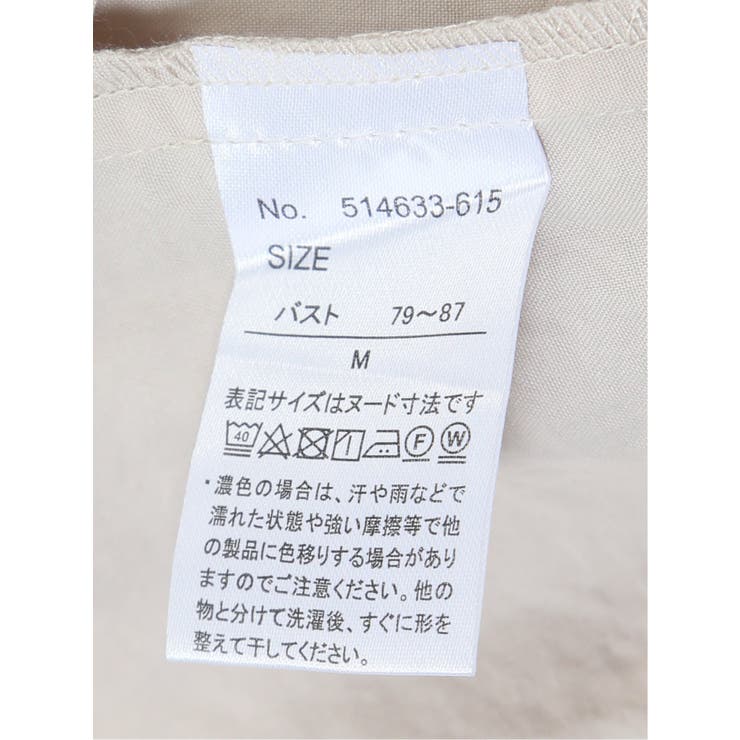 No. 514633-615
SIZE
バスト 79～87
M
表記サイズはヌード寸法です
40 F W
・濃色の場合は、汗や雨などで
濡れた状態や強い摩擦等で他
の製品に色移りする場合があり
ますのでご注意ください。他の
物と分けて洗濯後、すぐに形を
整えて干してください。